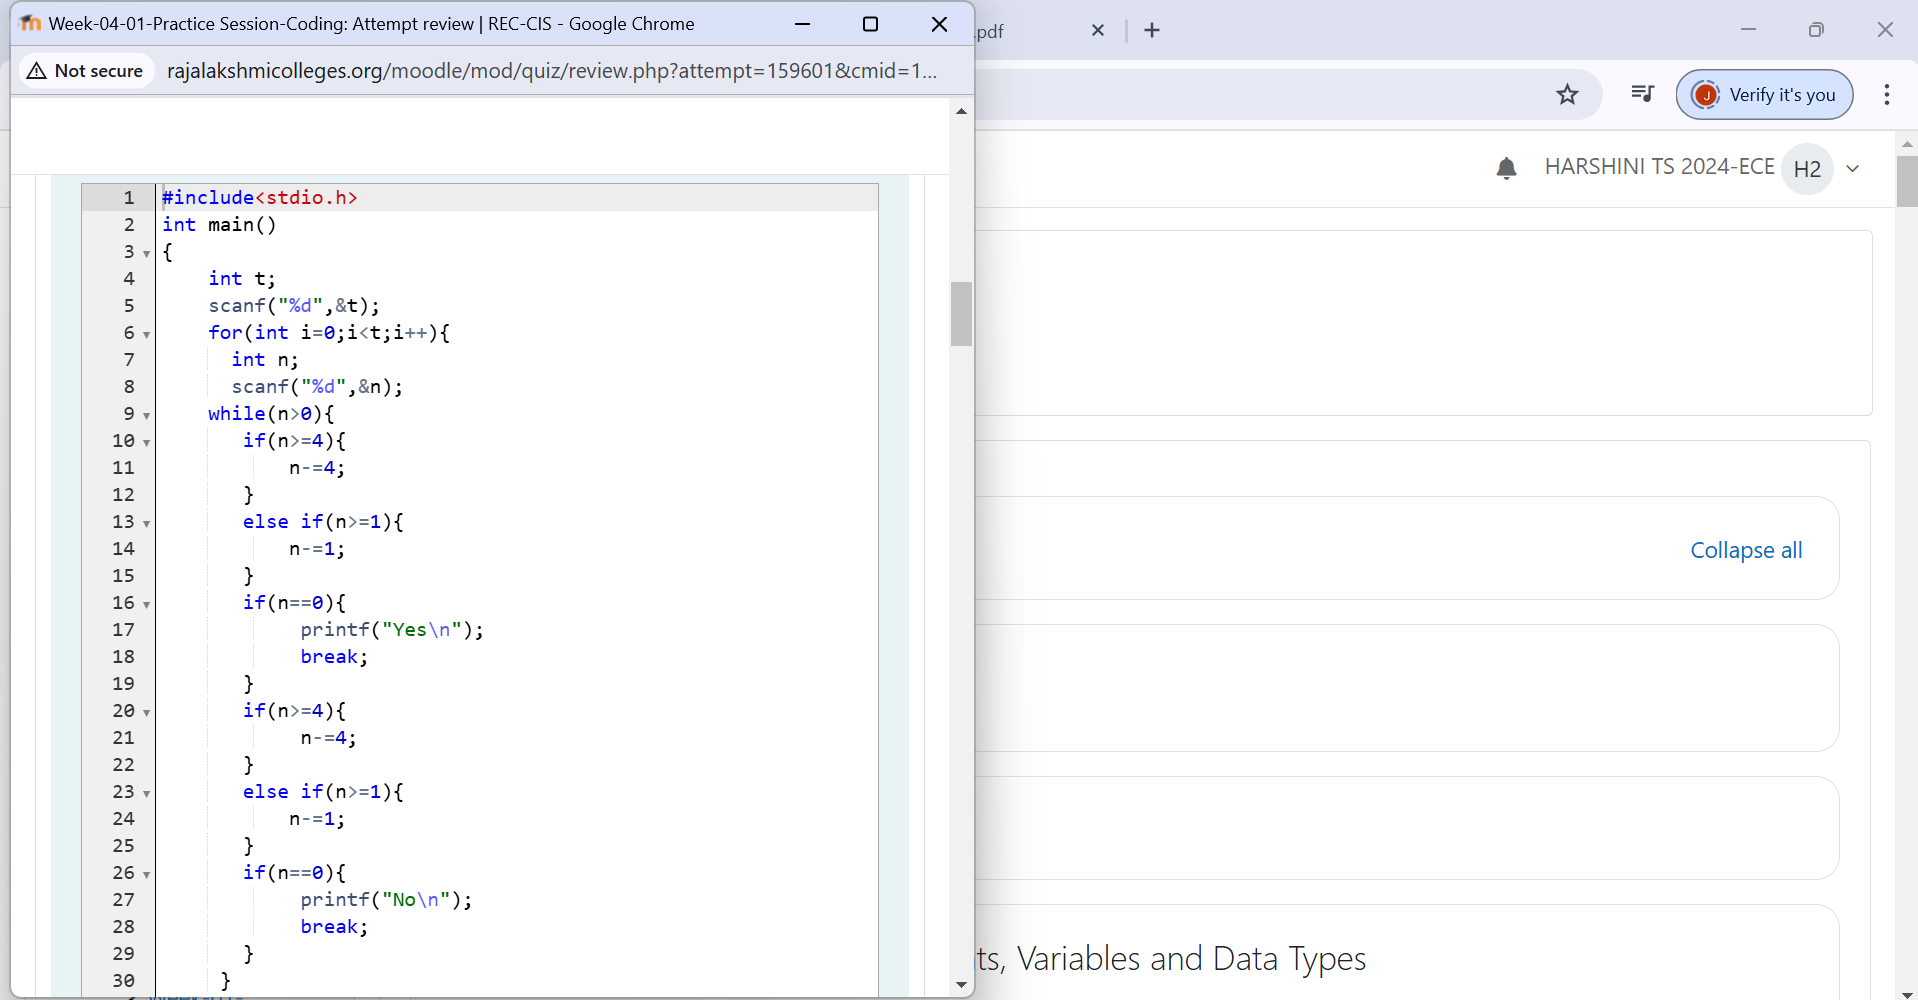 Week-04-01-Practice Session-Coding: Attempt review | REC-CIS - Google Chrome
.pdf
Not secure
rajalakshmicolleges.org/moodle/mod/quiz/review.php?attempt=159601&cmid=1...
Verify it's you
HARSHINI TS 2024-ECE
H2
1 #include<stdio.h>
2 int main()
3 {
4 int t;
5 scanf("%d",&t);
6 for(int i=0;i<t;i++){
7 int n;
8 scanf("%d",&n);
9 while(n>0){
10 if(n>=4){
11 n-=4;
12 }
13 else if(n>=1){
14 n-=1;
15 }
16 if(n==0){
17 printf("Yes\n");
18 break;
19 }
20 if(n>=4){
21 n-=4;
22 }
23 else if(n>=1){
24 n-=1;
25 }
26 if(n==0){
27 printf("No\n");
28 break;
29 }
30 }
Collapse all
ts, Variables and Data Types